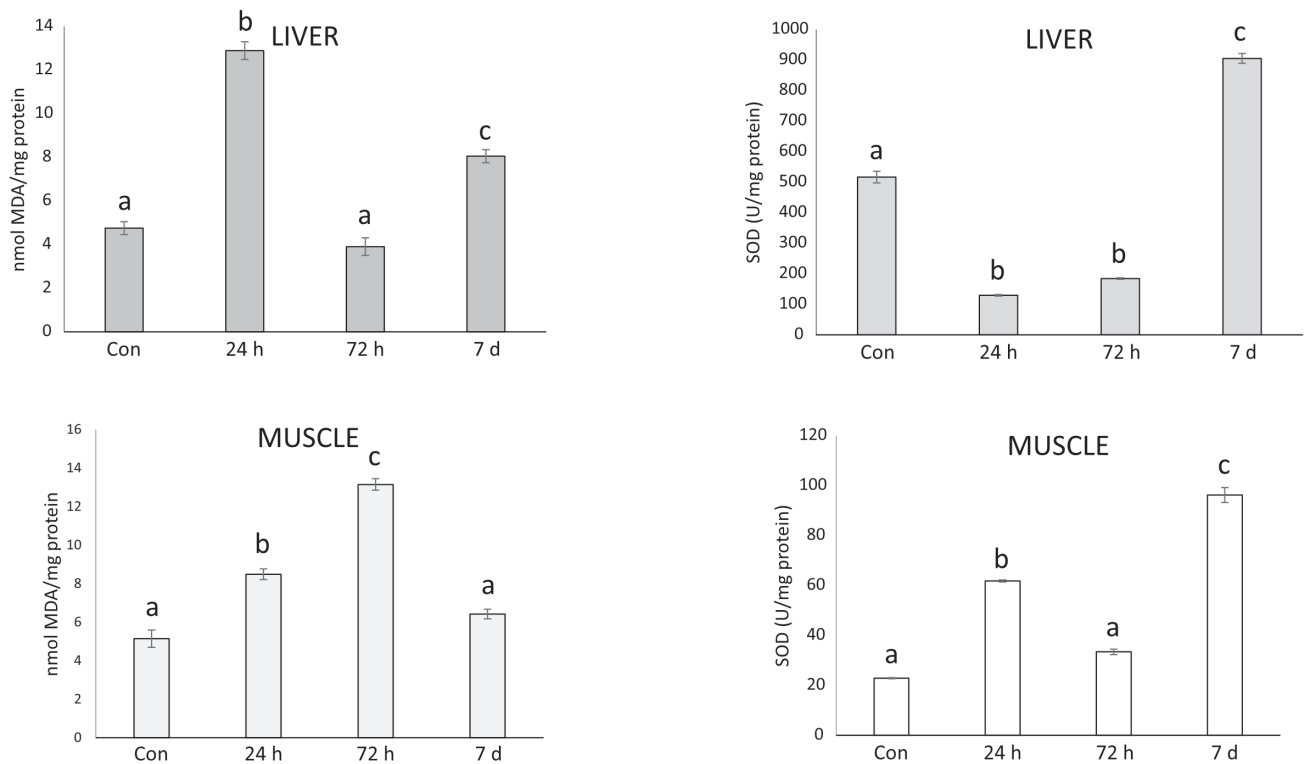 LIVER
nmol MDA/mg protein
14
12
10
8
6
4
2
0
a
b
a
c
Con 24 h 72 h 7 d
LIVER
SOD (U/mg protein)
1000
900
800
700
600
500
400
300
200
100
0
a
b
b
c
Con 24 h 72 h 7 d
MUSCLE
nmol MDA/mg protein
16
14
12
10
8
6
4
2
0
a
b
c
a
Con 24 h 72 h 7 d
MUSCLE
SOD (U/mg protein)
120
100
80
60
40
20
0
a
b
a
c
Con 24 h 72 h 7 d